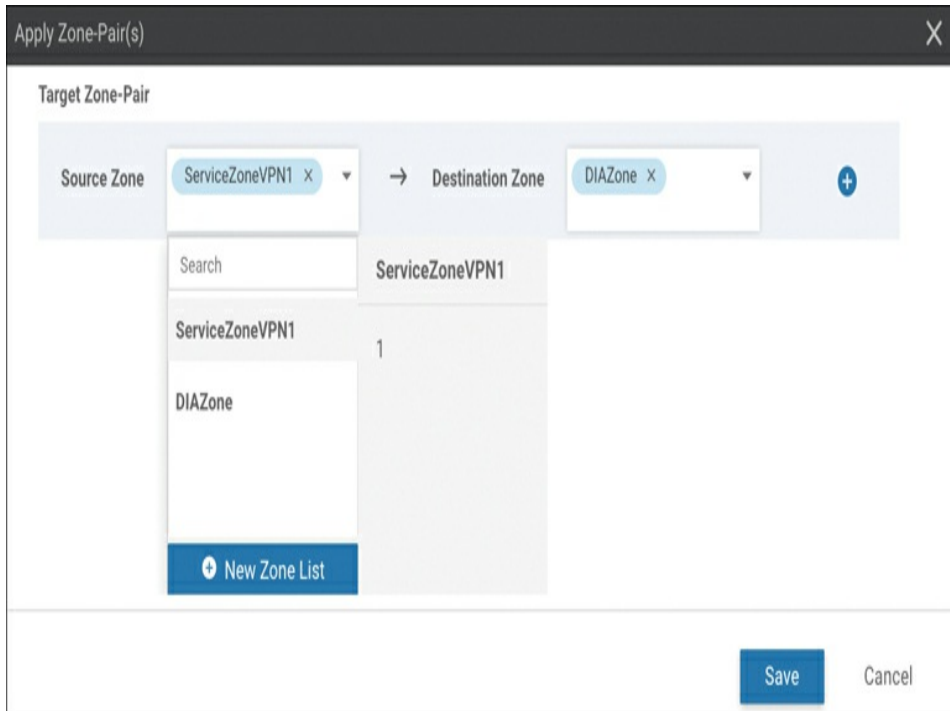 Apply Zone-Pair(s) X
Target Zone-Pair
Source Zone ServiceZoneVPN1 × → Destination Zone DIAZone ×
Search
ServiceZoneVPN1
ServiceZoneVPN1
1
DIAZone
New Zone List
Save Cancel